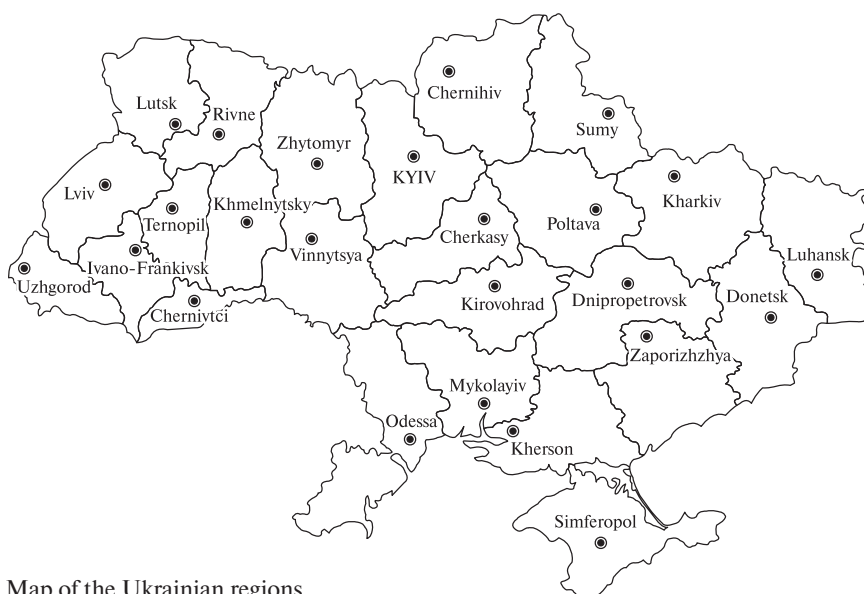 Chernihiv
Lutsk
Rivne
Sumy
Zhytomyr
KYIV
Lviv
Kharkiv
Khmelnytsky
Ternopil
Poltava
Cherkasy
Vinnytsya
Luhansk
Ivano-Frankivsk
Uzhgorod
Chernivtci
Kirovohrad
Dnipropetrovsk
Donetsk
Zaporizhzhya
Mykolayiv
Odessa
Kherson
Simferopol
Map of the Ukrainian regions